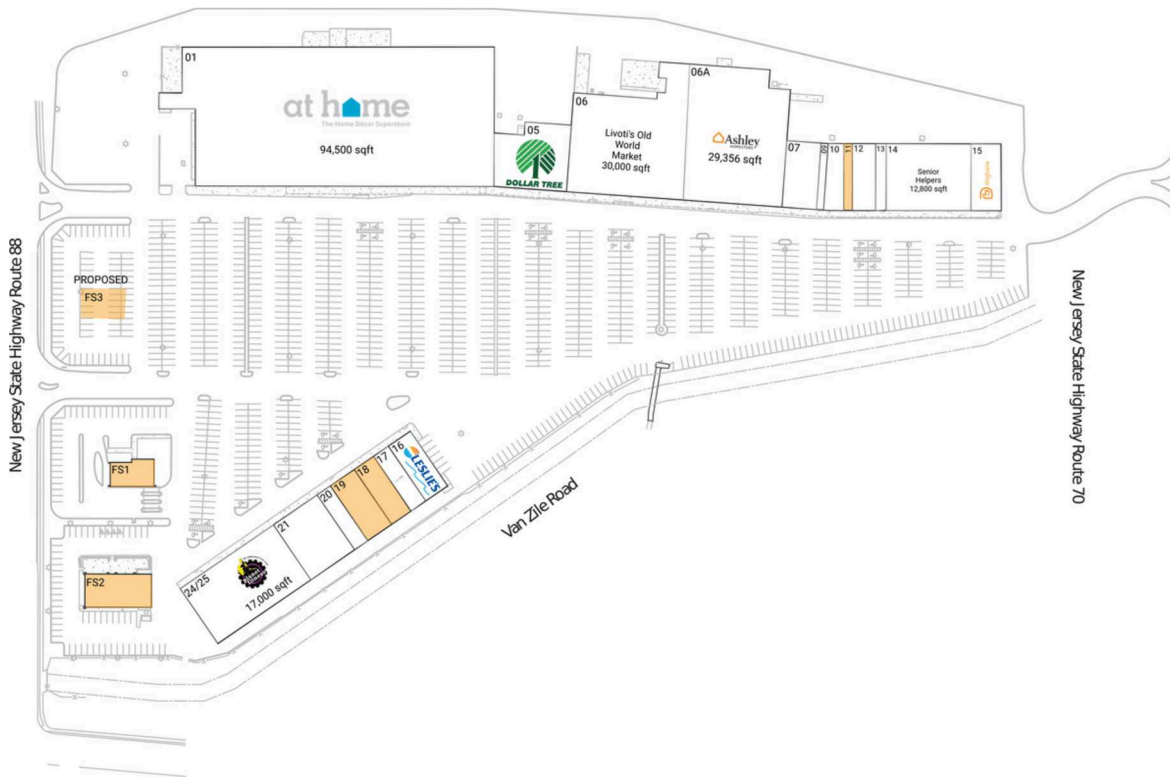 01
at home
The Home Décor Superstore
94,500 sqft
05
DOLLAR TREE
06
Livoti's Old
World
Market
30,000 sqft
06A
Ashley
HOMESTORE
29,356 sqft
07
09
10
11
12
13
14
Senior
Helpers
12,800 sqft
15
New Jersey State Highway Route 88
PROPOSED
FS3
New Jersey State Highway Route 70
FS1
FS2
16
LESLIE'S
17
18
19
20
21
24/25
17,000 sqft
Van Zile Road